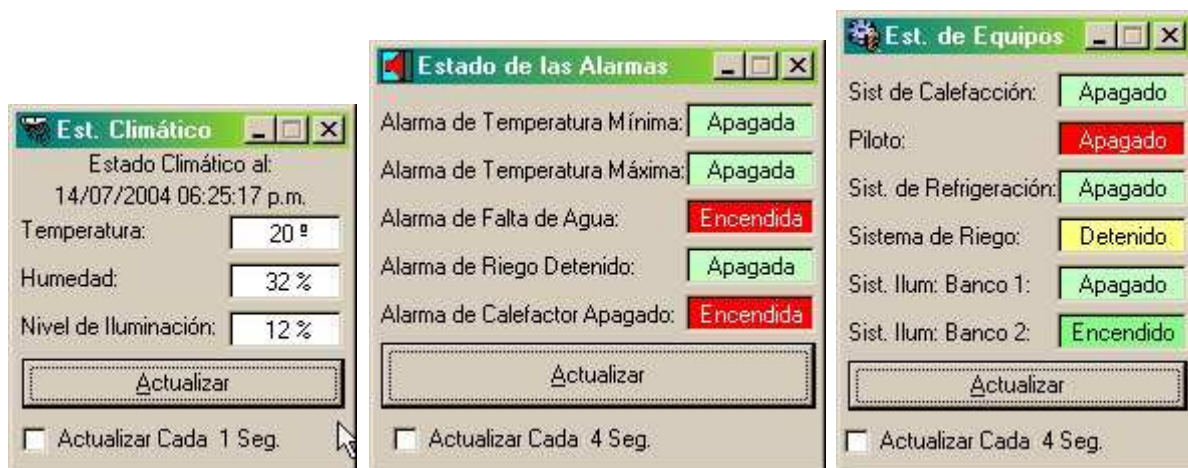 Est. Climático
Estado Climático al:
14/07/2004 06:25:17 p.m.
Temperatura: 20 º
Humedad: 32 %
Nivel de Iluminación: 12 %
Actualizar
Actualizar Cada 1 Seg.
Estado de las Alarmas
Alarma de Temperatura Mínima: Apagada
Alarma de Temperatura Máxima: Apagada
Alarma de Falta de Agua: Encendida
Alarma de Riego Detenido: Apagada
Alarma de Calefactor Apagado: Encendida
Actualizar
Actualizar Cada 4 Seg.
Est. de Equipos
Sist de Calefacción: Apagado
Piloto: Apagado
Sist. de Refrigeración: Apagado
Sistema de Riego: Detenido
Sist. Ilum: Banco 1: Apagado
Sist. Ilum: Banco 2: Encendido
Actualizar
Actualizar Cada 4 Seg.